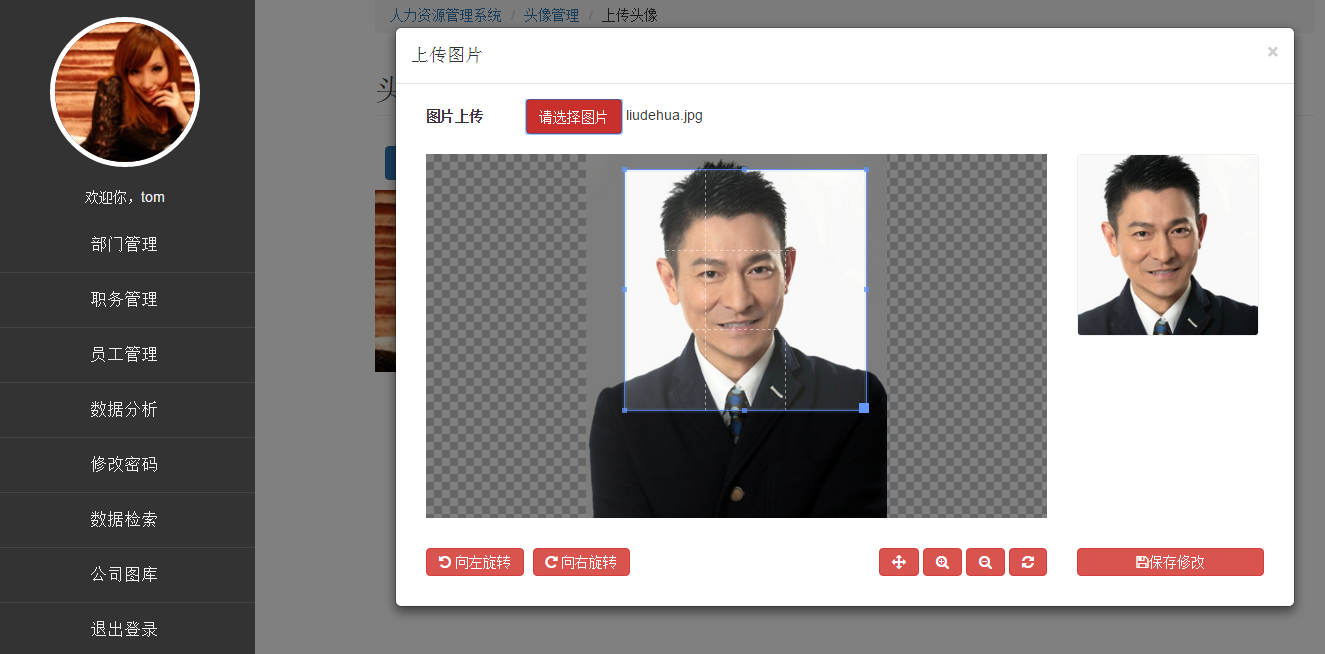 人力资源管理系统 / 头像管理 / 上传头像
上传图片
×
头
图片上传
请选择图片 liudehua.jpg
欢迎你，tom
部门管理
职务管理
员工管理
数据分析
修改密码
数据检索
公司图库
退出登录
向左旋转
向右旋转
保存修改